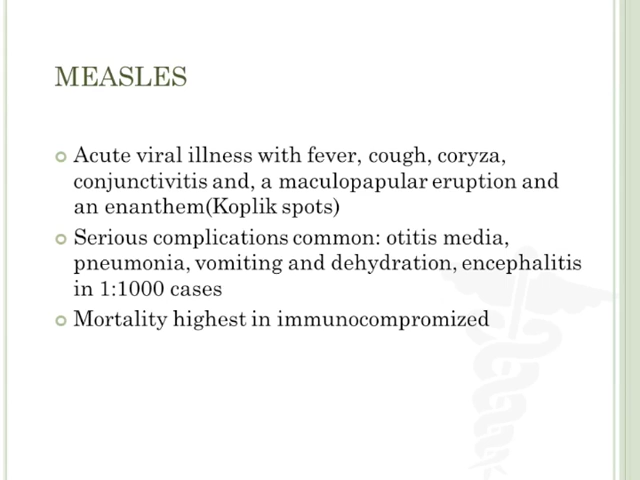 MEASLES
Acute viral illness with fever, cough, coryza,
conjunctivitis and, a maculopapular eruption and
an enanthem(Koplik spots)
Serious complications common: otitis media,
pneumonia, vomiting and dehydration, encephalitis
in 1:1000 cases
Mortality highest in immunocompromized